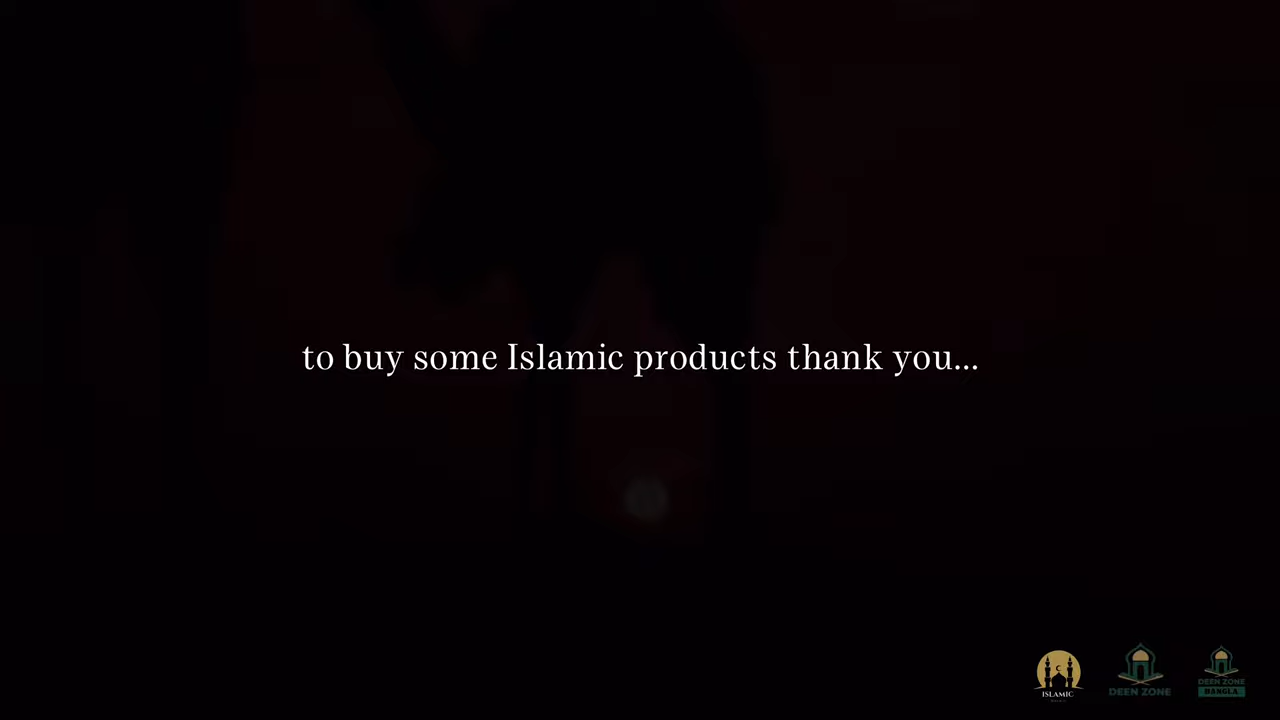 to buy some Islamic products thank you...
ISLAMIC
DEEN ZONE
DEEN ZONE
BANGLA